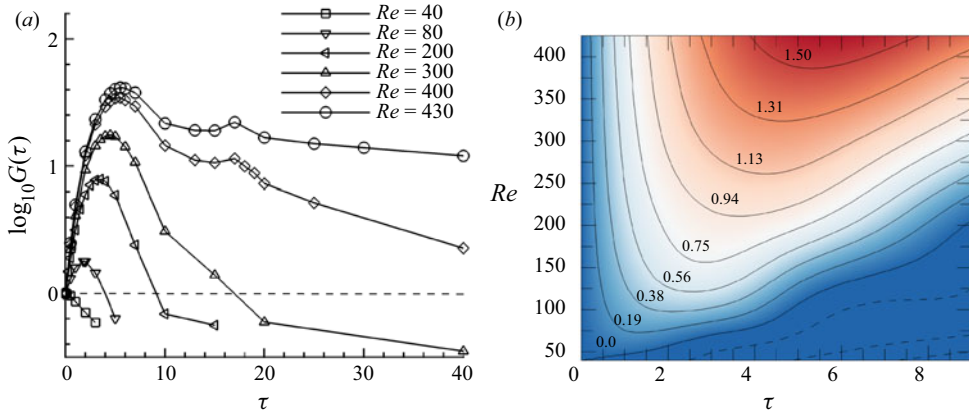 (a)
Re = 40
Re = 80
Re = 200
Re = 300
Re = 400
Re = 430
2
1
0
log₁₀G(τ)
0 10 20 30 40
τ
(b)
400
350
300
250
200
150
100
50
Re
1.50
1.31
1.13
0.94
0.75
0.56
0.38
0.19
0.0
0 2 4 6 8
τ